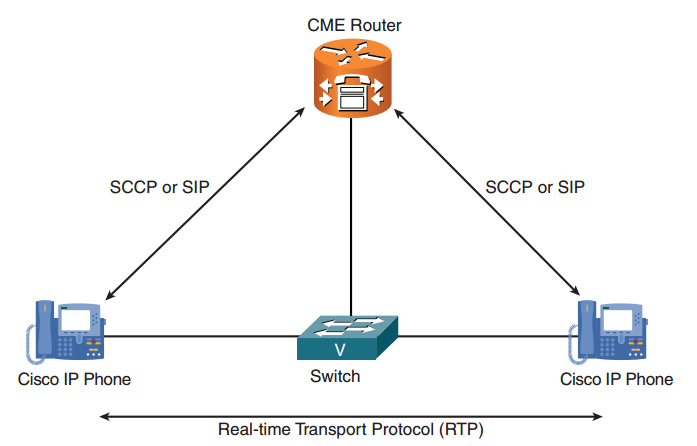 CME Router
SCCP or SIP
SCCP or SIP
V
Cisco IP Phone
Switch
Cisco IP Phone
Real-time Transport Protocol (RTP)